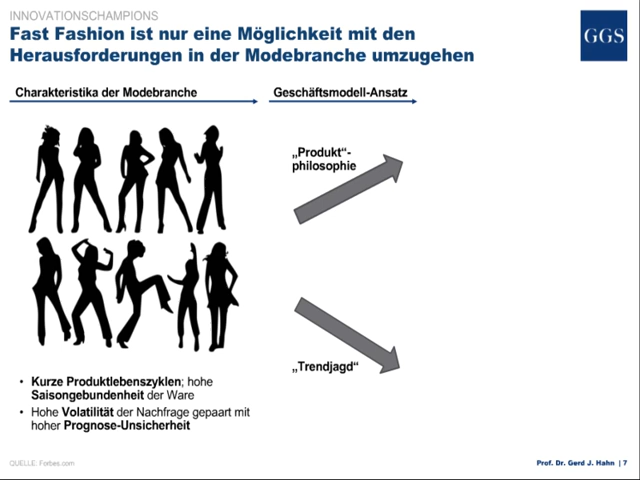 INNOVATIONSCHAMPIONS
Fast Fashion ist nur eine Möglichkeit mit den
Herausforderungen in der Modebranche umzugehen
GGS
Charakteristika der Modebranche
Geschäftsmodell-Ansatz
„Produkt“-
philosophie
„Trendjagd“
• Kurze Produktlebenszyklen; hohe
Saisongebundenheit der Ware
• Hohe Volatilität der Nachfrage gepaart mit
hoher Prognose-Unsicherheit
QUELLE: Forbes.com
Prof. Dr. Gerd J. Hahn | 7